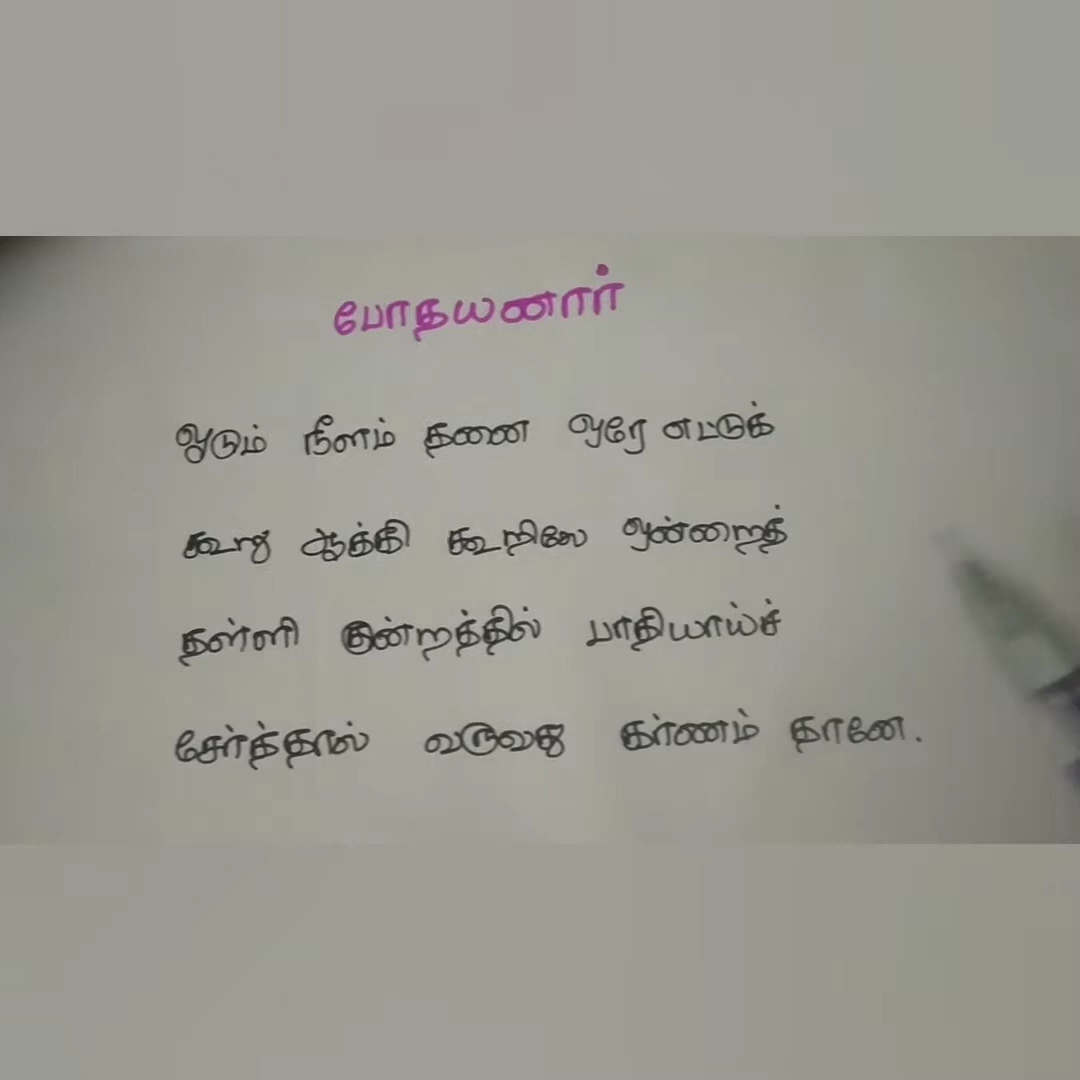 போதயனார்
ஓடும் நீளம் தனை ஒரே எட்டுக்
கூறு ஆக்கி கூறிலே ஒன்றைத்
தள்ளி குன்றத்தில் பாதியாய்ச்
சேர்த்தால் வருவது கர்ணம் தானே.